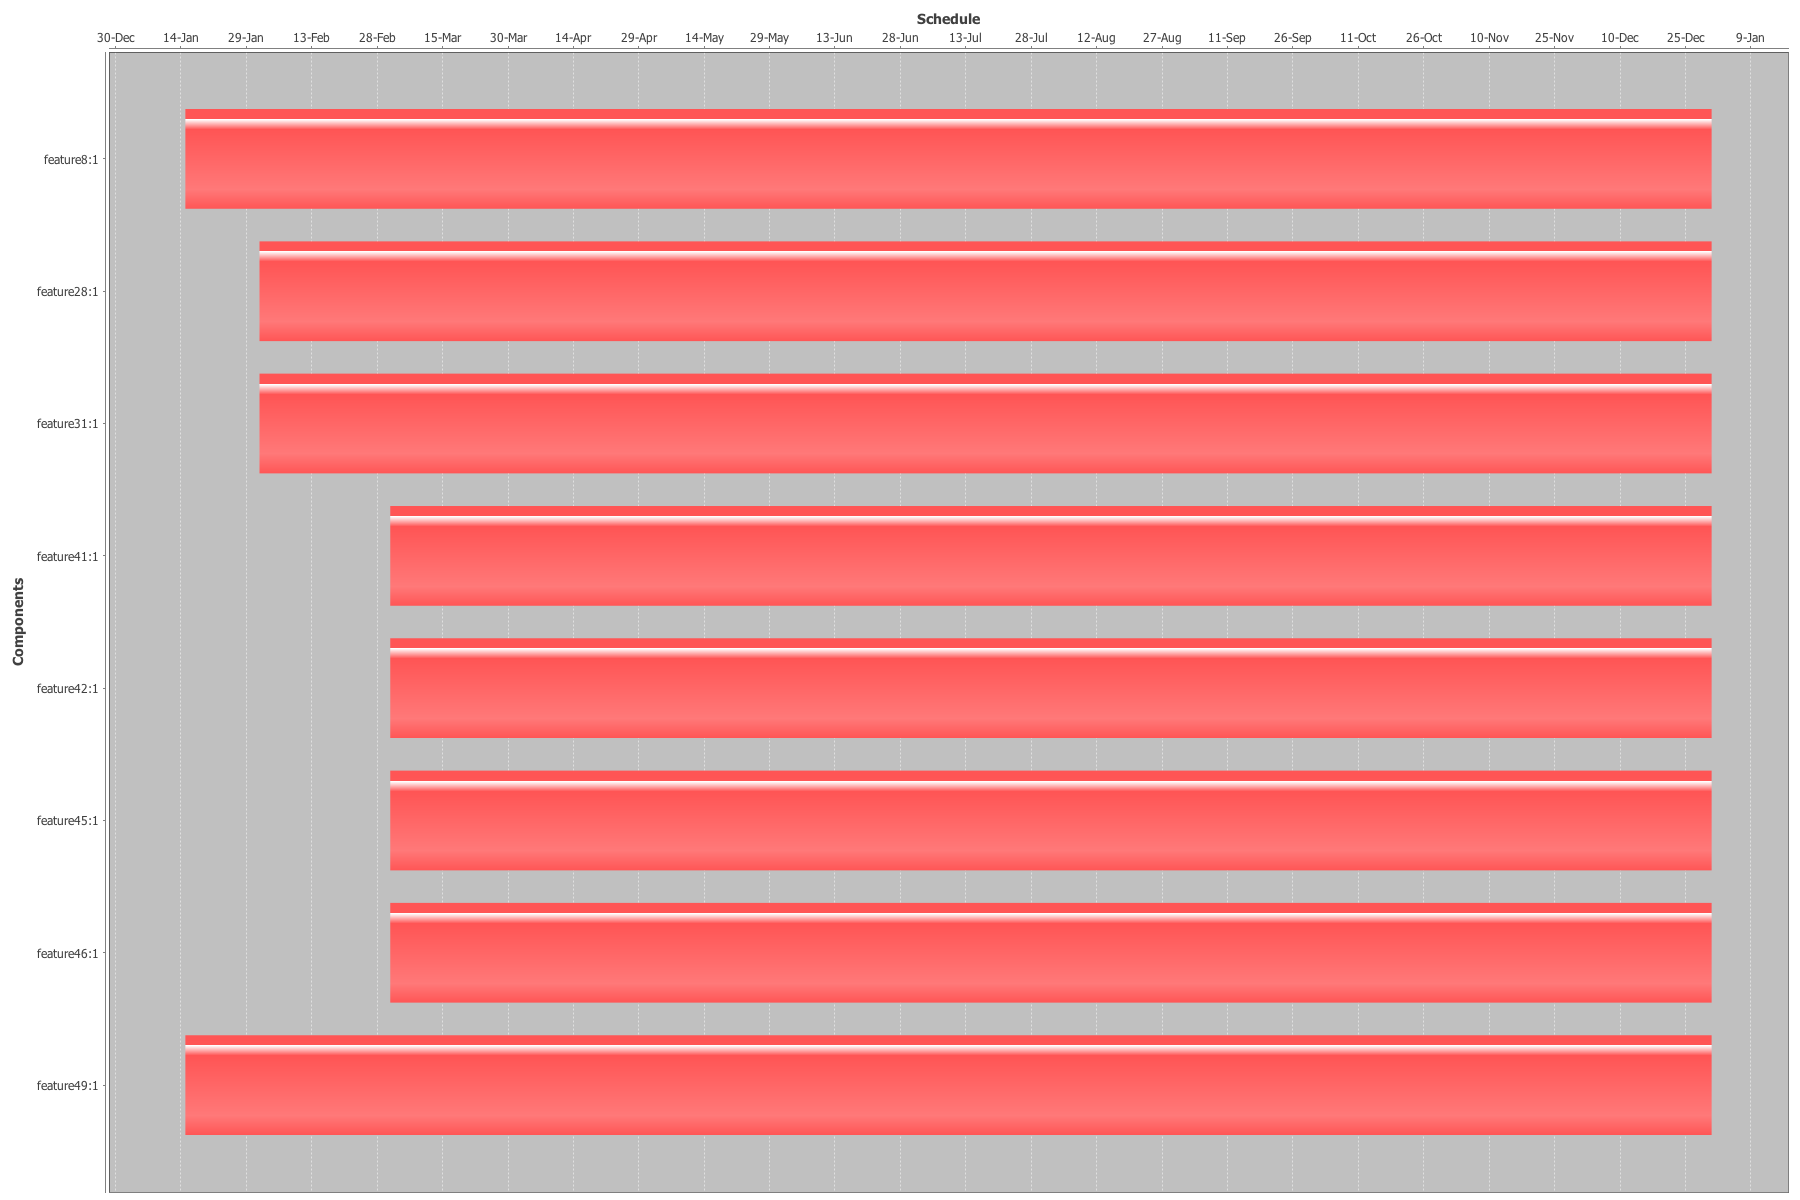 Schedule
30-Dec 14-Jan 29-Jan 13-Feb 28-Feb 15-Mar 30-Mar 14-Apr 29-Apr 14-May 29-May 13-Jun 28-Jun 13-Jul 28-Jul 12-Aug 27-Aug 11-Sep 26-Sep 11-Oct 26-Oct 10-Nov 25-Nov 10-Dec 25-Dec 9-Jan
feature8:1
feature28:1
feature31:1
feature41:1
Components
feature42:1
feature45:1
feature46:1
feature49:1